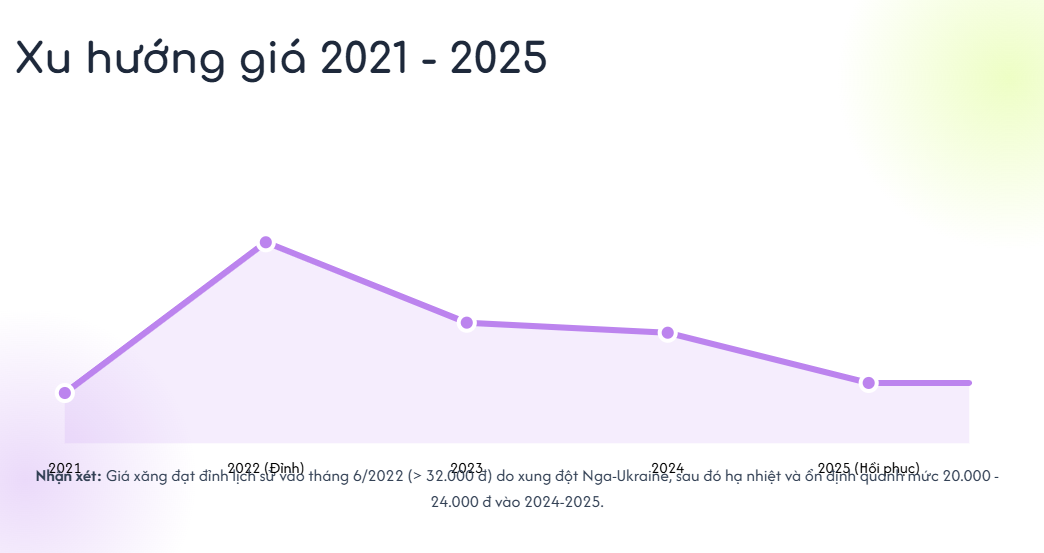 Xu hướng giá 2021 - 2025
2021 2022 (Đỉnh) 2023 2024 2025 (Hồi phục)
Nhận xét: Giá xăng đạt đỉnh lịch sử vào tháng 6/2022 (> 32.000 đ) do xung đột Nga-Ukraine, sau đó hạ nhiệt và ổn định quanh mức 20.000 -
24.000 đ vào 2024-2025.